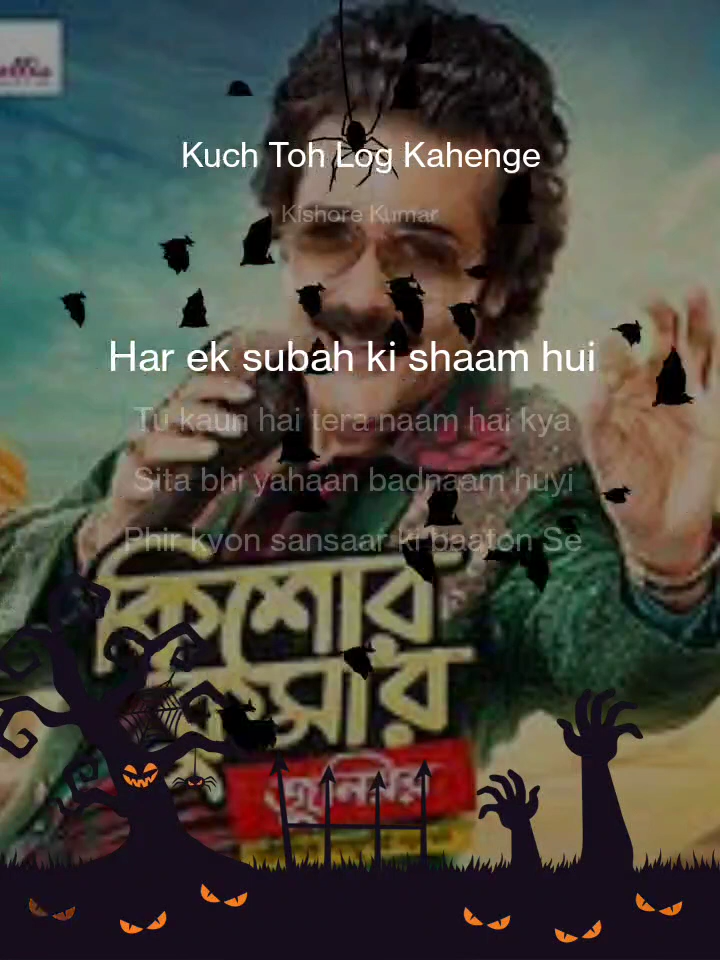 Kuch Toh Log Kahenge
Kishore Kumar
Har ek subah ki shaam hui
Tu kaun hai tera naam hai kya
Sita bhi yahaan badnaam huyi
Phir kyon sansaar ki baaton Se
কিশোর
কুমার
জুনিয়র